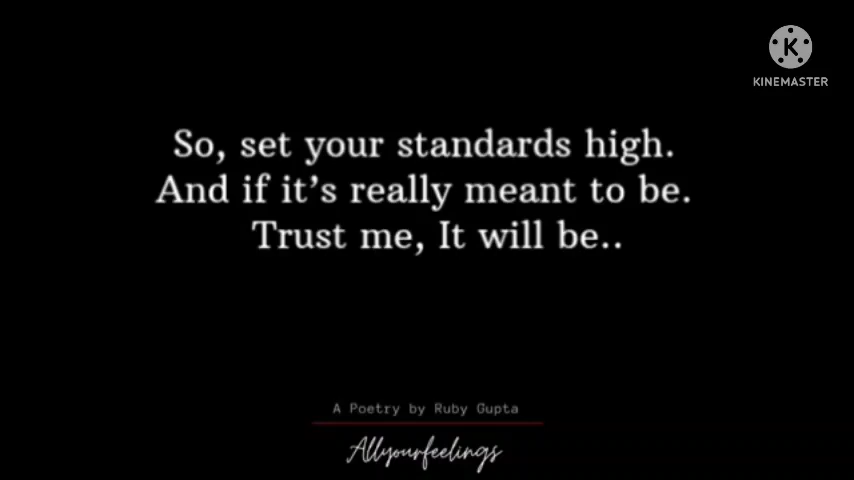 KINEMASTER
So, set your standards high.
And if it's really meant to be.
Trust me, It will be..
A Poetry by Ruby Gupta
Allyourfeelings